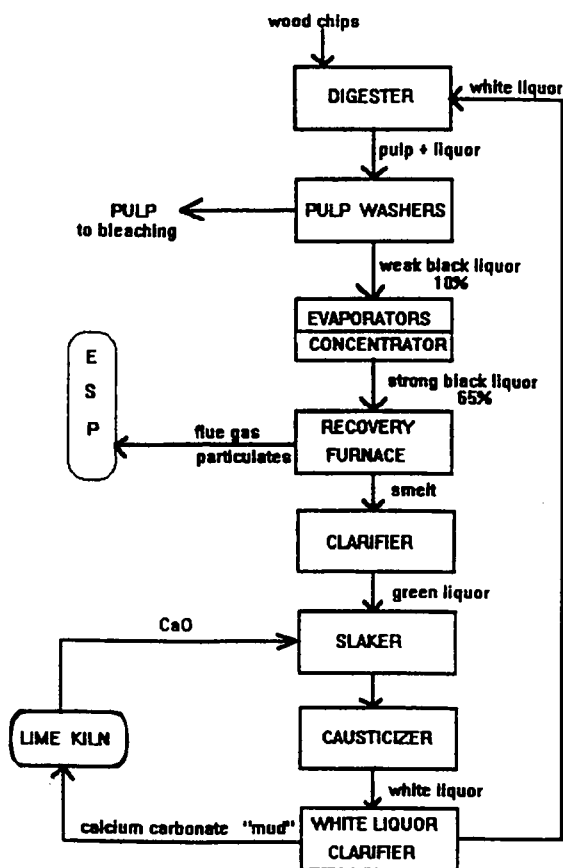 wood chips
DIGESTER
white liquor
pulp + liquor
PULP WASHERS
PULP
to bleaching
weak black liquor
10%
EVAPORATORS
CONCENTRATOR
strong black liquor
65%
E
S
P
flue gas
particulates
RECOVERY
FURNACE
smelt
CLARIFIER
green liquor
CaO
SLAKER
LIME KILN
CAUSTICIZER
white liquor
calcium carbonate "mud"
WHITE LIQUOR
CLARIFIER